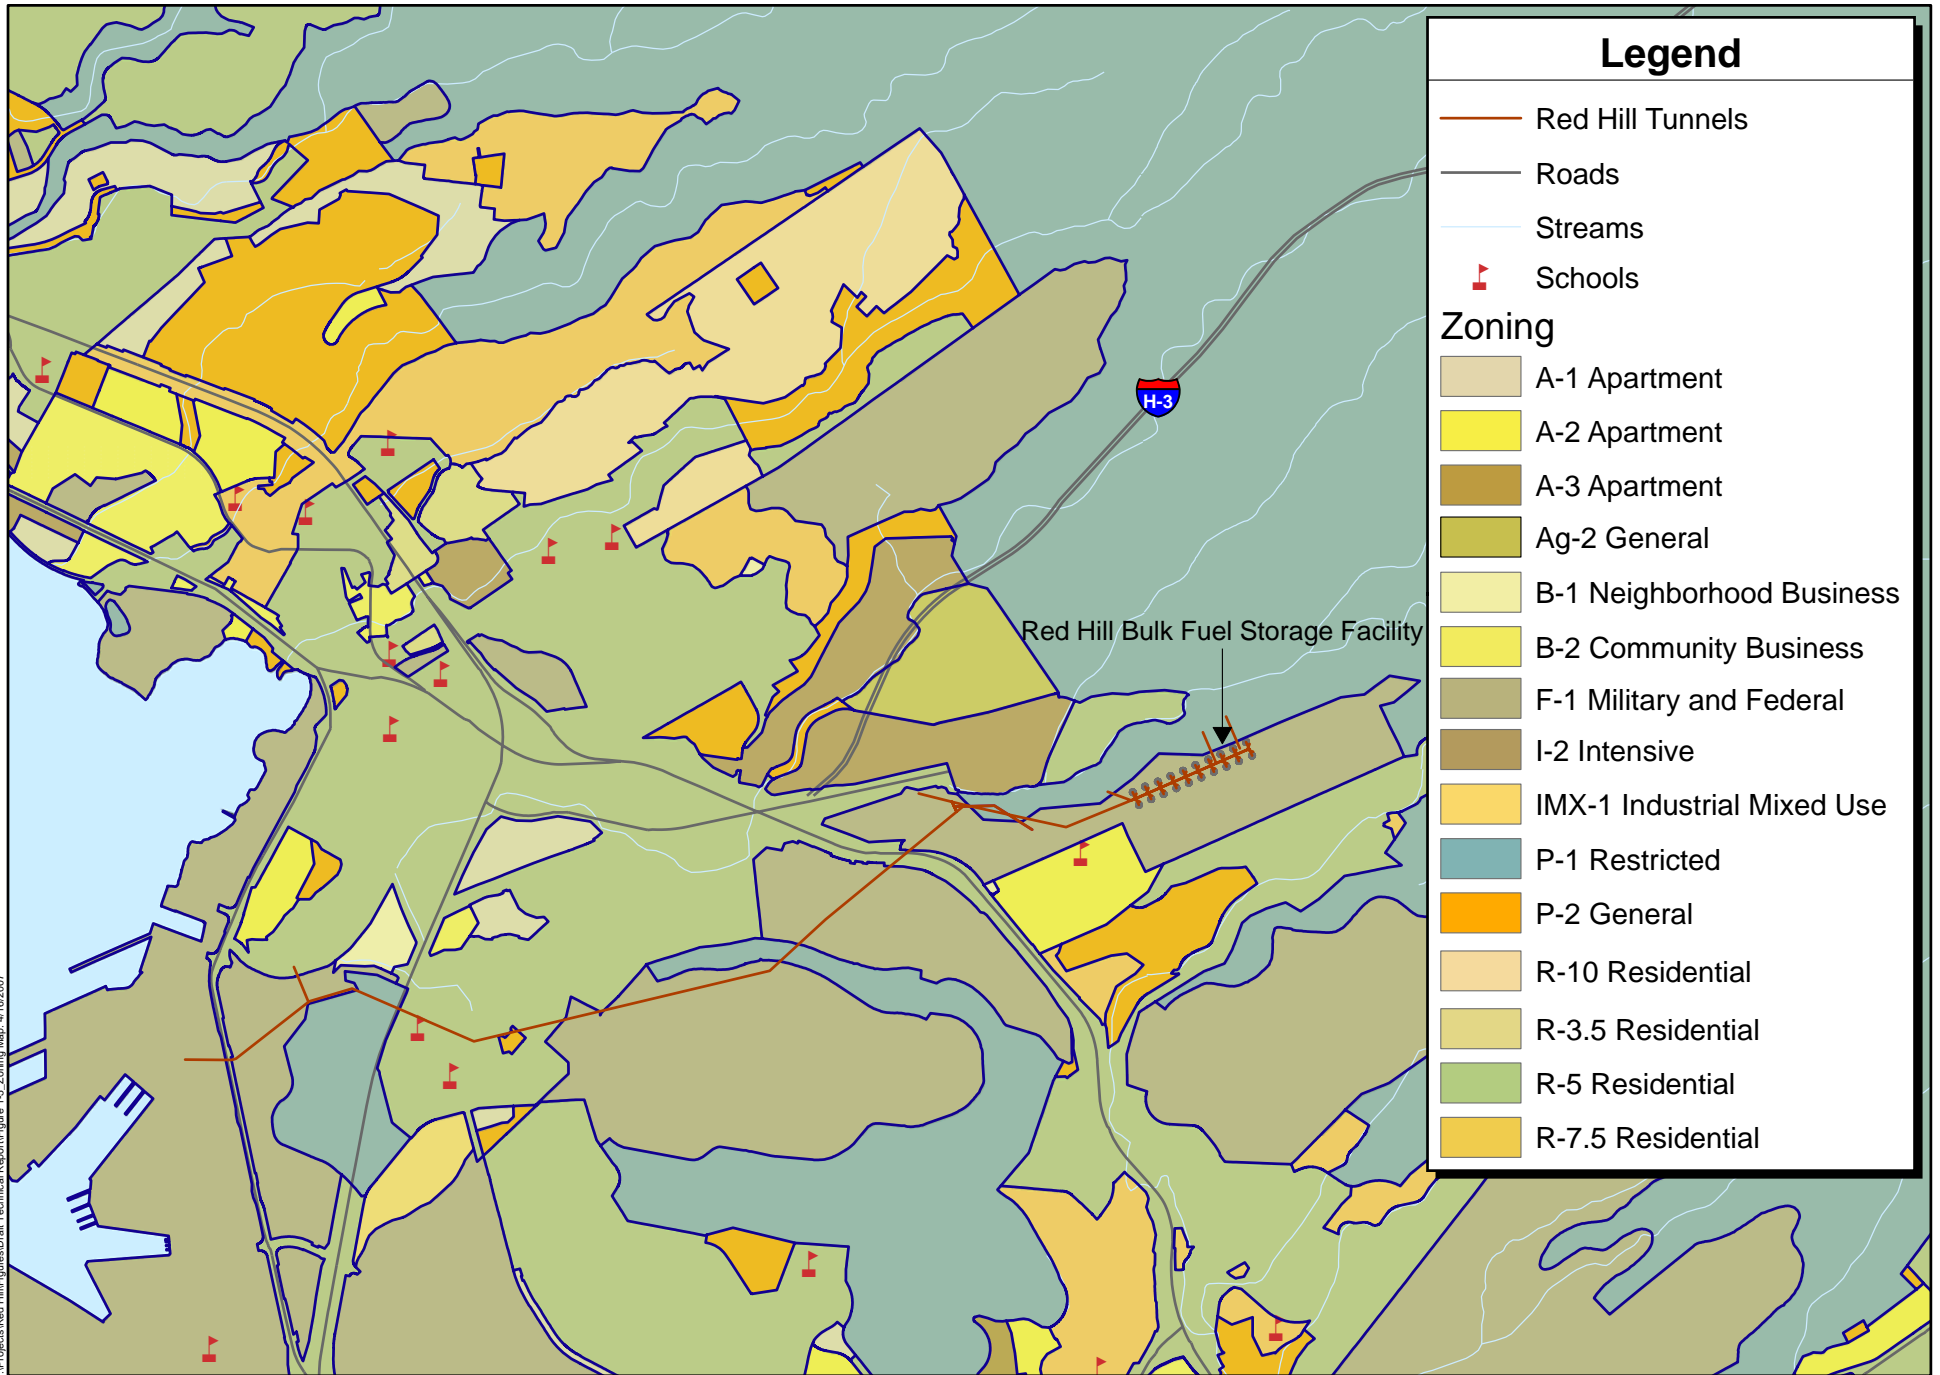 Legend
Red Hill Tunnels
Roads
Streams
Schools
Zoning
A-1 Apartment
A-2 Apartment
A-3 Apartment
Ag-2 General
B-1 Neighborhood Business
B-2 Community Business
F-1 Military and Federal
I-2 Intensive
IMX-1 Industrial Mixed Use
P-1 Restricted
P-2 General
R-10 Residential
R-3.5 Residential
R-5 Residential
R-7.5 Residential
H-3
Red Hill Bulk Fuel Storage Facility